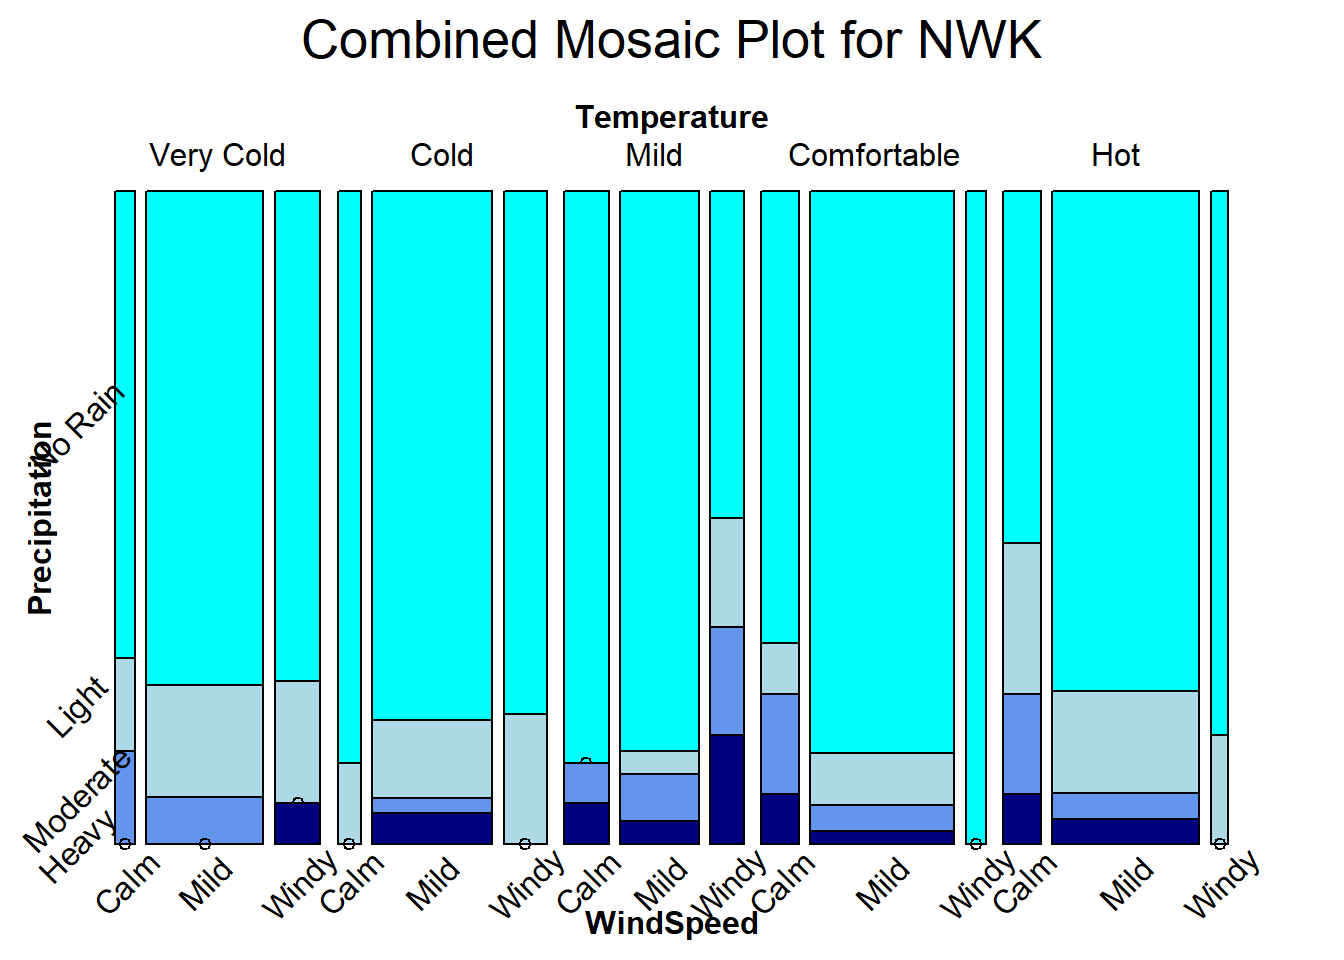 Combined Mosaic Plot for NWK
Temperature
Very Cold Cold Mild Comfortable Hot
Precipitation
No Rain
Light
Moderate
Heavy
Calm Mild Windy Calm Mild Windy Calm Mild Windy Calm Mild Windy Calm Mild Windy
WindSpeed